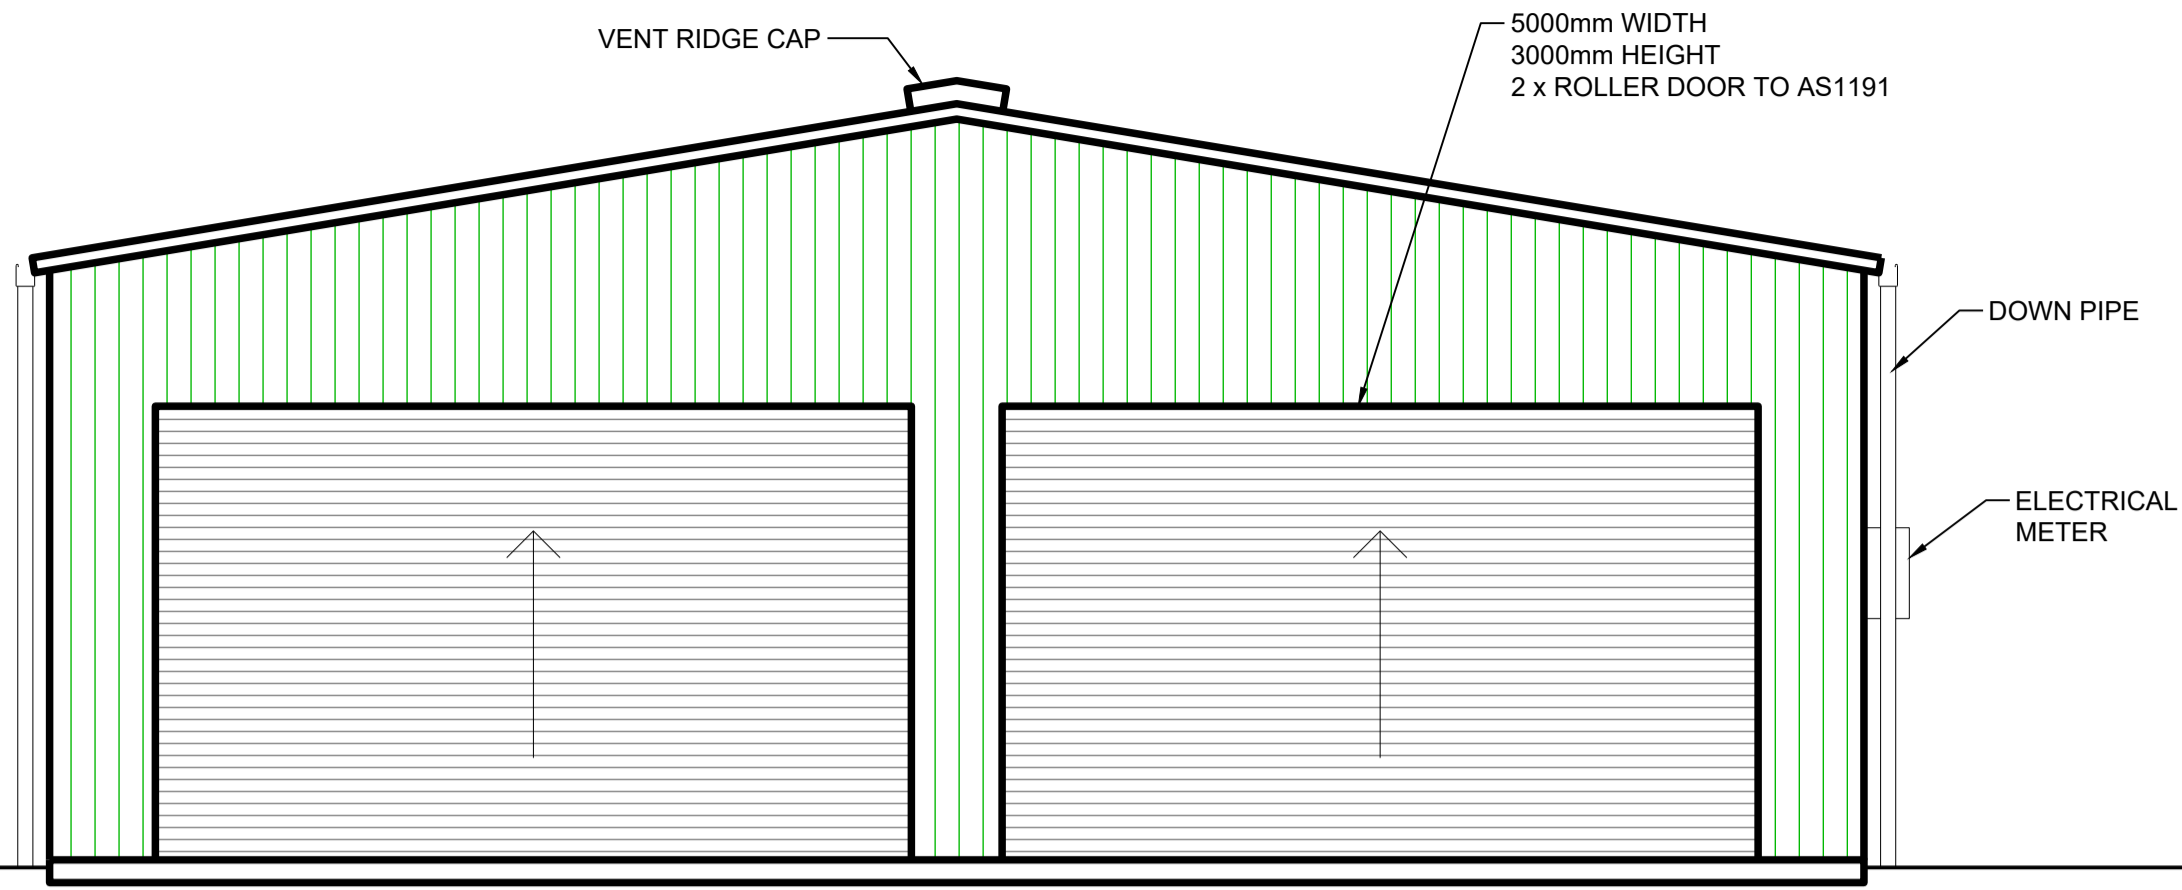 VENT RIDGE CAP
5000mm WIDTH
3000mm HEIGHT
2 x ROLLER DOOR TO AS1191
DOWN PIPE
ELECTRICAL
METER